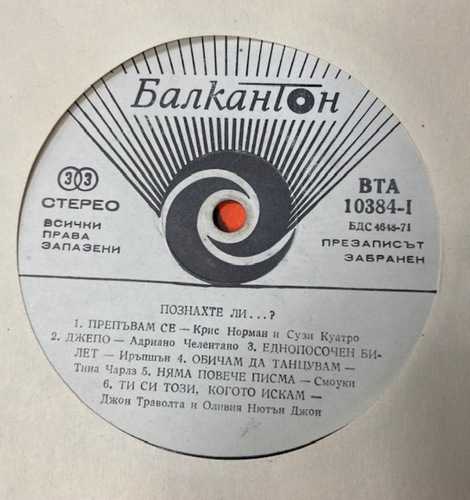 Балкантон
33
СТЕРЕО
ВСИЧКИ
ПРАВА
ЗАПАЗЕНИ
ВТА
10384-I
БДС 4648-71
ПРЕЗАПИСЪТ
ЗАБРАНЕН
ПОЗНАХТЕ ЛИ...?
1. ПРЕПЪВАМ СЕ — Крис Норман и Сузи Куатро
2. ДЖЕПО — Адриано Челентано 3. ЕДНОПОСОЧЕН БИ-
ЛЕТ — Иръпшън 4. ОБИЧАМ ДА ТАНЦУВАМ —
Тина Чарлз 5. НЯМА ПОВЕЧЕ ПИСМА — Смоуки
6. ТИ СИ ТОЗИ, КОГОТО ИСКАМ —
Джон Траволта и Оливия Нютън Джон